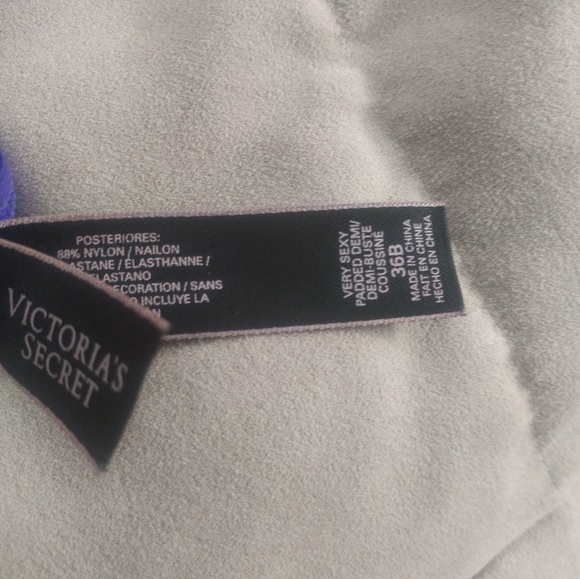 POSTERIORES:
88% NYLON / NAILON
ÉLASTHANNE /
ELASTANO
DECORATION / SANS
INCLUYE LA
VERY SEXY
PADDED DEMI/
DEMI-BUSTE
COUSSINÉ
36B
MADE IN CHINA
FAIT EN CHINE
HECHO EN CHINA
VICTORIA'S
SECRET